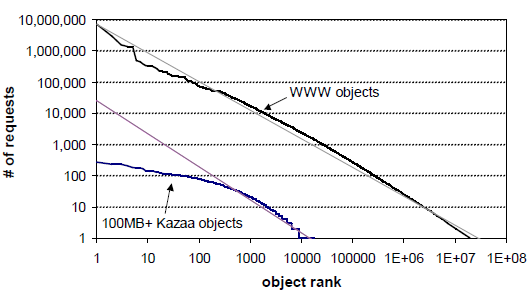 10,000,000
1,000,000
100,000
10,000
1,000
100
10
1
# of requests
WWW objects
100MB+ Kazaa objects
1 10 100 1000 10000 100000 1E+06 1E+07 1E+08
object rank